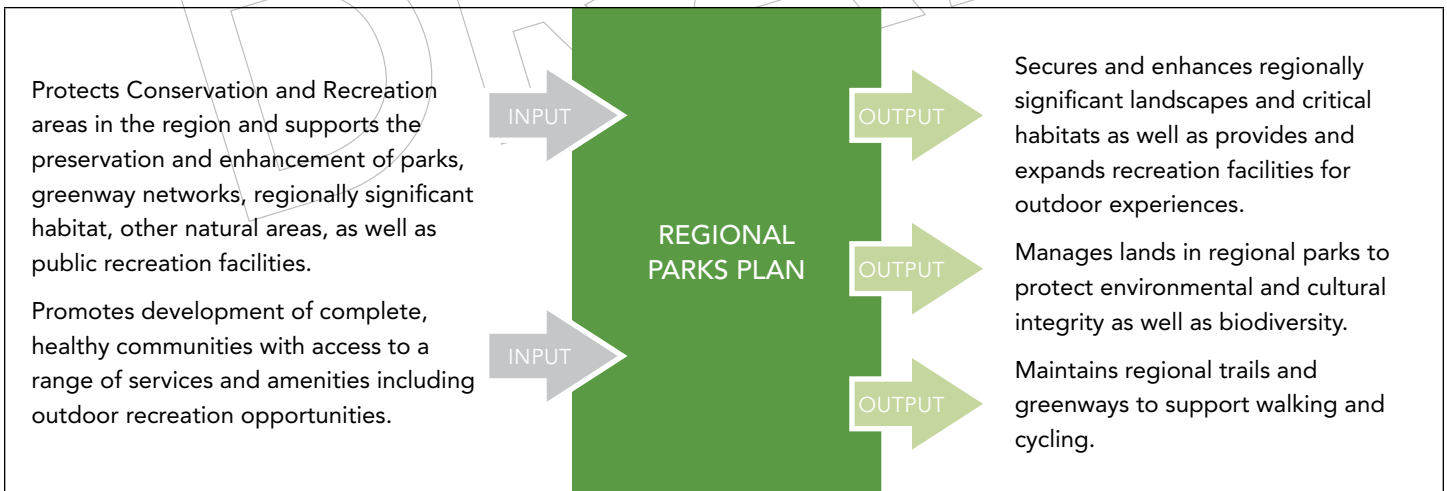 Protects Conservation and Recreation
areas in the region and supports the
preservation and enhancement of parks,
greenway networks, regionally significant
habitat, other natural areas, as well as
public recreation facilities.
Promotes development of complete,
healthy communities with access to a
range of services and amenities including
outdoor recreation opportunities.
INPUT
INPUT
REGIONAL
PARKS PLAN
OUTPUT
OUTPUT
OUTPUT
Secures and enhances regionally
significant landscapes and critical
habitats as well as provides and
expands recreation facilities for
outdoor experiences.
Manages lands in regional parks to
protect environmental and cultural
integrity as well as biodiversity.
Maintains regional trails and
greenways to support walking and
cycling.